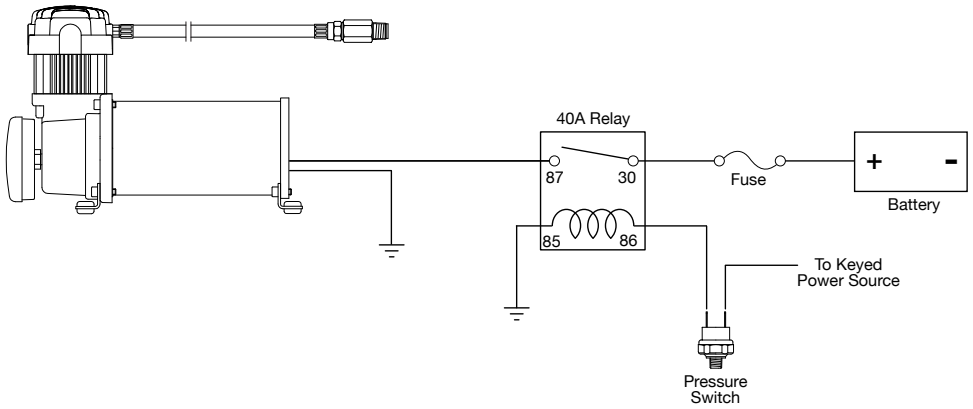 40A Relay
87
30
Fuse
+
-
Battery
85
86
To Keyed
Power Source
Pressure
Switch